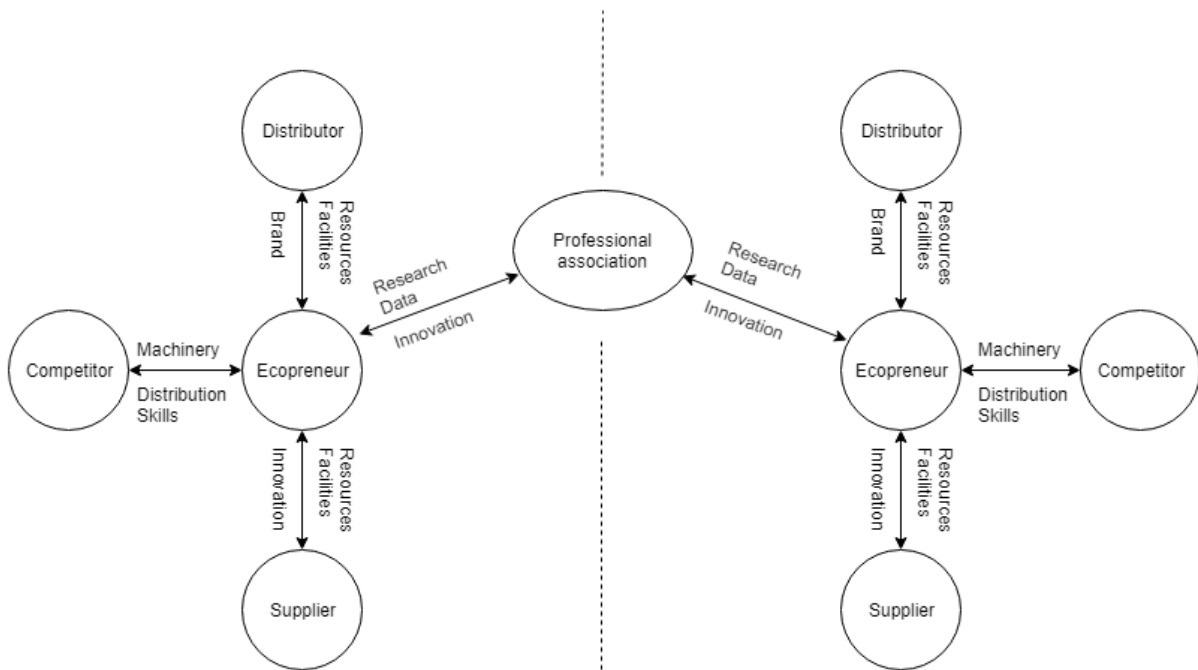 Distributor
Resources
Facilities
Brand
Research
Data
Innovation
Competitor
Machinery
Distribution
Skills
Ecopreneur
Resources
Facilities
Innovation
Supplier
Professional
association
Distributor
Resources
Facilities
Brand
Research
Data
Innovation
Ecopreneur
Machinery
Distribution
Skills
Competitor
Resources
Facilities
Innovation
Supplier